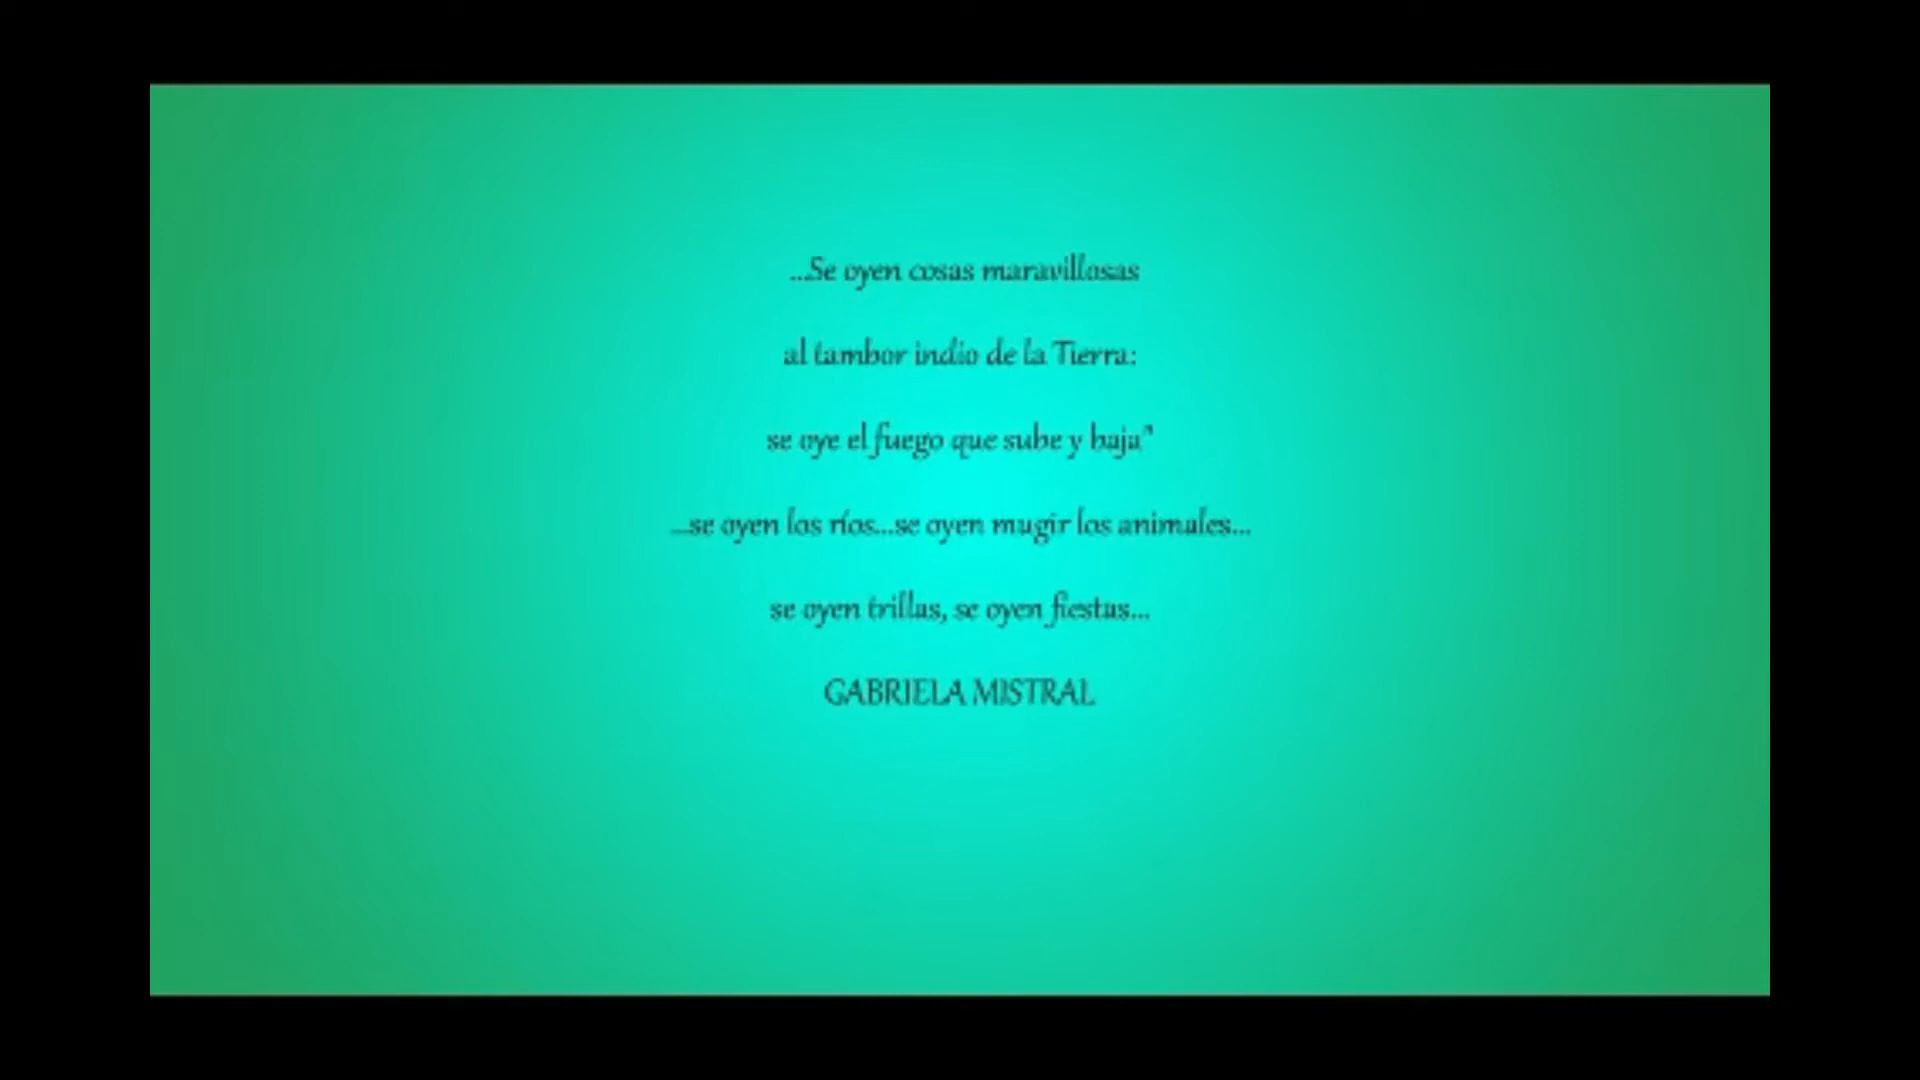 ...Se oyen cosas maravillosas
al tambor indio de la Tierra:
se oye el fuego que sube y baja"
...se oyen los ríos...se oyen mugir los animales...
se oyen trillas, se oyen fiestas...
GABRIELA MISTRAL